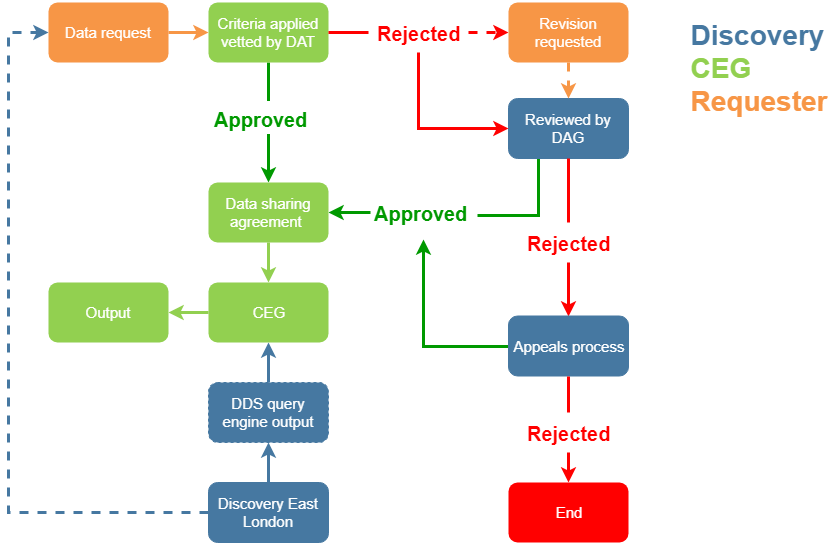 Data request
Criteria applied
vetted by DAT
Rejected
Revision
requested
Discovery
CEG
Requester
Approved
Reviewed by
DAG
Data sharing
agreement
Approved
Rejected
Output
CEG
Appeals process
DDS query
engine output
Rejected
Discovery East
London
End